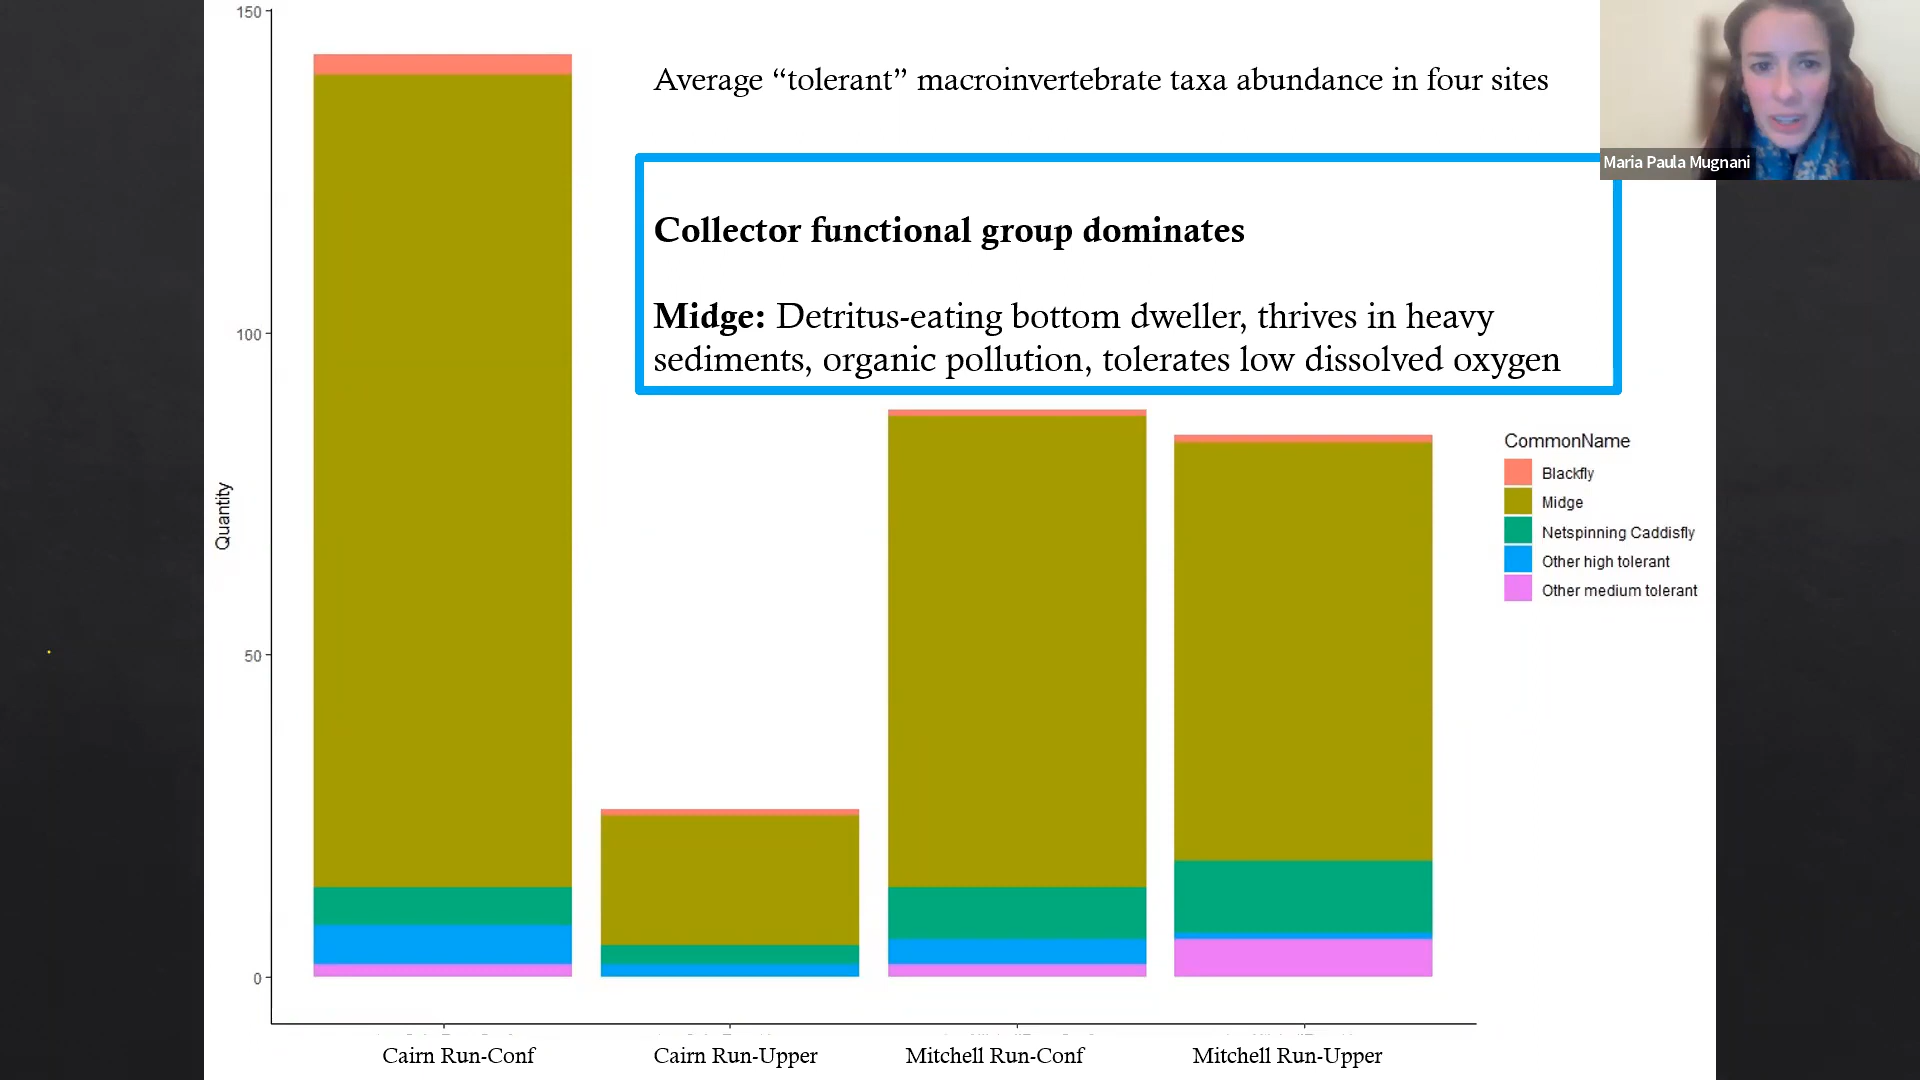 150
Average “tolerant” macroinvertebrate taxa abundance in four sites
Maria Paula Mugnani
Collector functional group dominates
Midge: Detritus-eating bottom dweller, thrives in heavy
sediments, organic pollution, tolerates low dissolved oxygen
100
CommonName
Blackfly
Midge
Netspinning Caddisfly
Other high tolerant
Other medium tolerant
Quantity
50
0
Cairn Run-Conf
Cairn Run-Upper
Mitchell Run-Conf
Mitchell Run-Upper